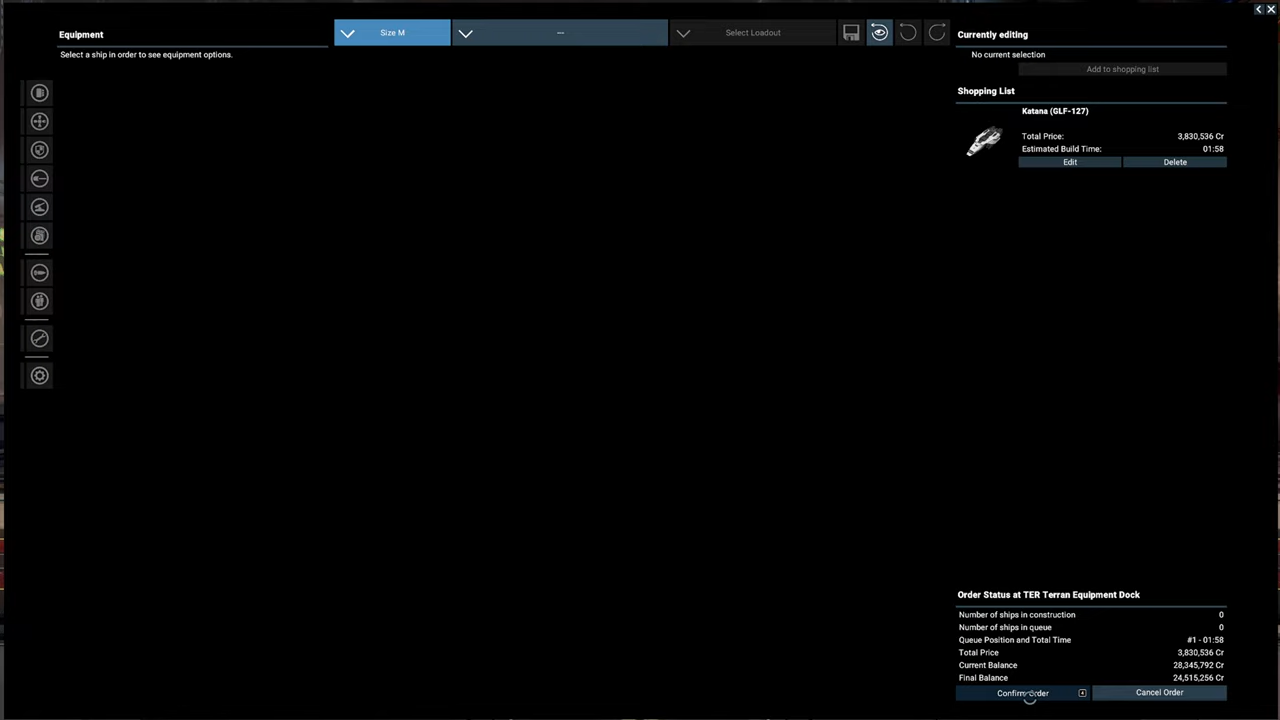 Equipment
Select a ship in order to see equipment options.
Size M
---
Select Loadout
Currently editing
No current selection
Add to shopping list
Shopping List
Katana (GLF-127)
Total Price: 3,830,536 Cr
Estimated Build Time: 01:58
Edit Delete
Order Status at TER Terran Equipment Dock
Number of ships in construction 0
Number of ships in queue 0
Queue Position and Total Time #1 - 01:58
Total Price 3,830,536 Cr
Current Balance 28,345,792 Cr
Final Balance 24,515,256 Cr
Confirm Order Cancel Order